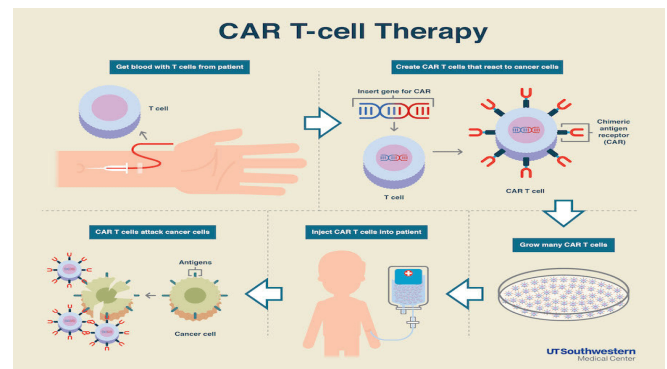 CAR T-cell Therapy
Get blood with T cells from patient
T cell
Create CAR T cells that react to cancer cells
Insert gene for CAR
T cell
CAR T cell
Chimeric
antigen
receptor
(CAR)
Grow many CAR T cells
Inject CAR T cells into patient
CAR T cells attack cancer cells
Antigens
Cancer cell
UTSouthwestern
Medical Center